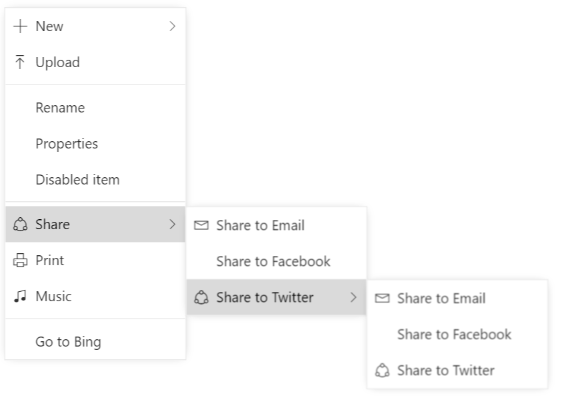 New
Upload
Rename
Properties
Disabled item
Share
Print
Music
Go to Bing
Share to Email
Share to Facebook
Share to Twitter
Share to Email
Share to Facebook
Share to Twitter